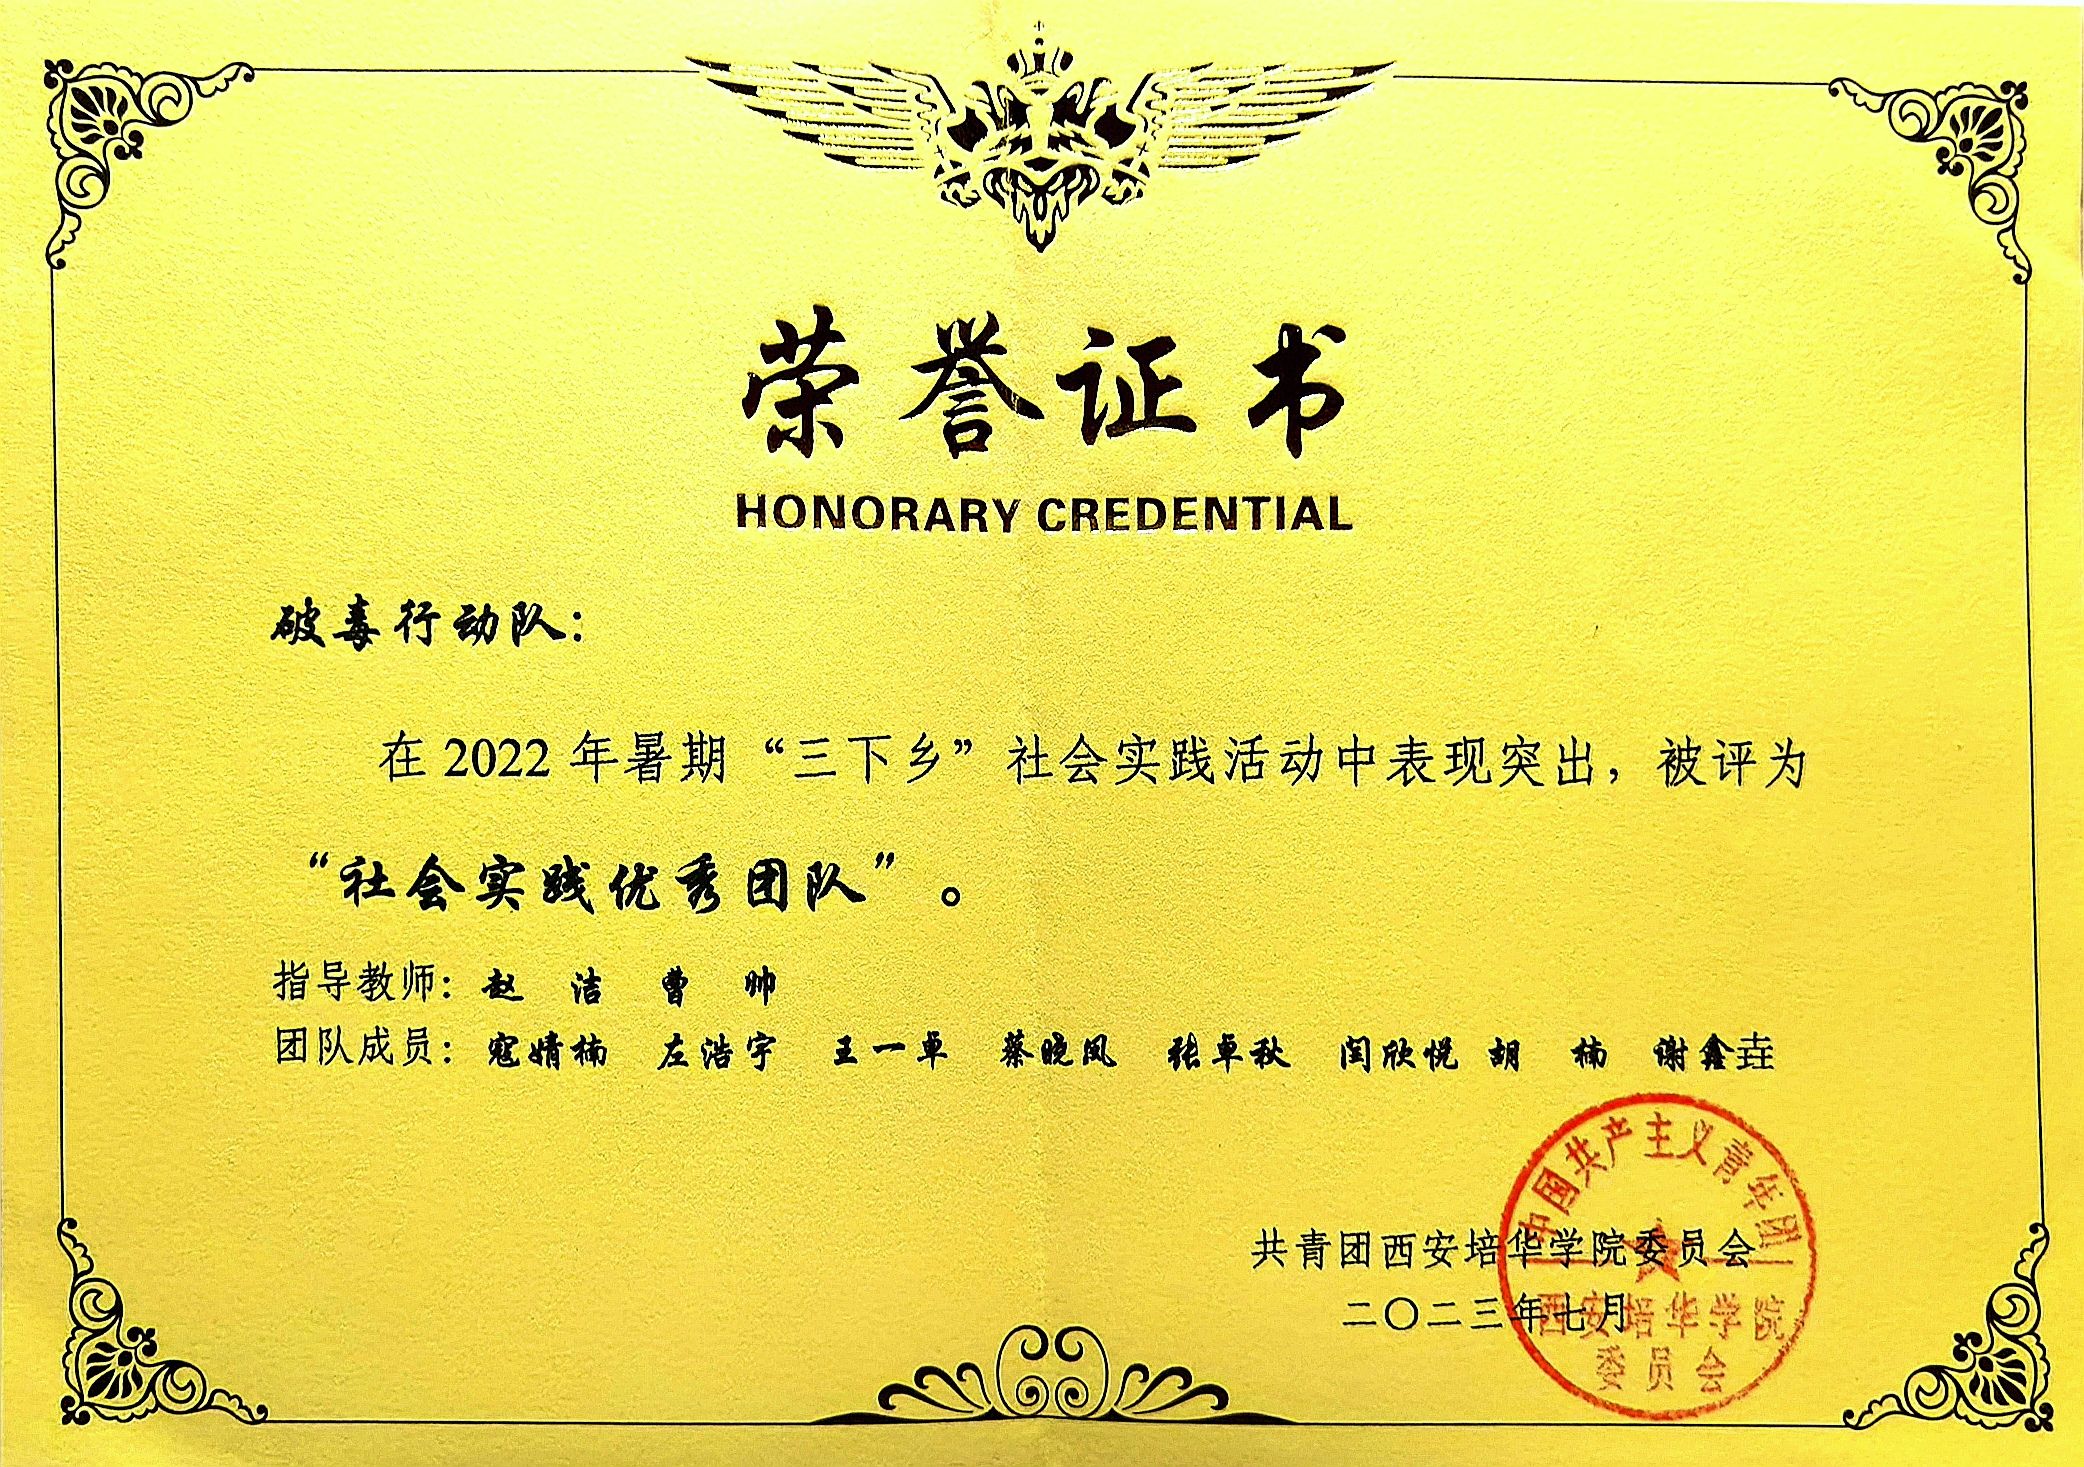 荣誉证书
HONORARY CREDENTIAL
破毒行动队：
在 2022 年暑期“三下乡”社会实践活动中表现突出，被评为
“社会实践优秀团队”。
指导教师：赵 洁 曹 帅
团队成员：寇婧楠 左浩宇 王一卓 蔡晓凤 张卓秋 闫欣悦 胡 楠 谢鑫垚
共青团西安培华学院委员会
二〇二三年七月
中国共产主义青年团
西安培华学院
委员会